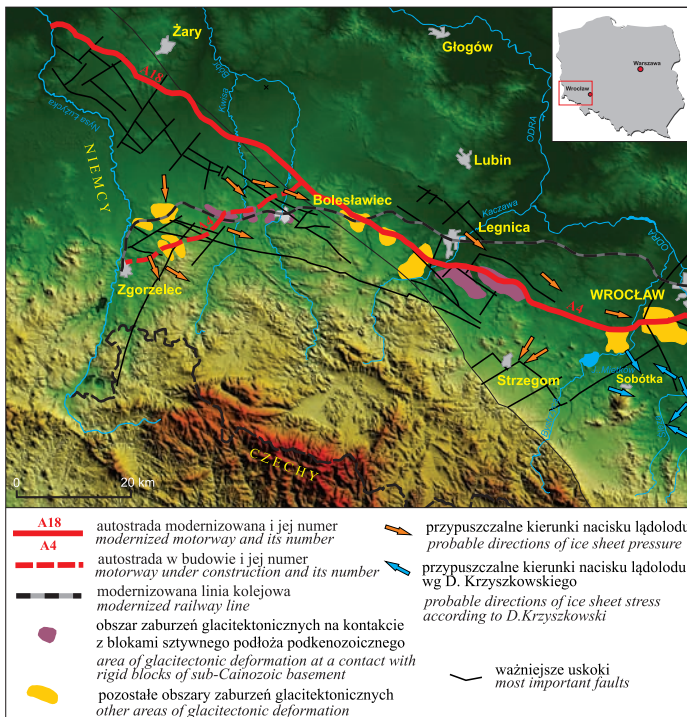 Żary
Głogów
Warszawa
Wrocław
A18
Bóbr
Kwisa
Nysa Łużycka
ODRA
NIEMCY
Lubin
Bolesławiec
Kaczawa
Legnica
ODRA
A4
Zgorzelec
WROCŁAW
A4
Strzegom
Sobótka
CZECHY
0
20 km
A18
autostrada modernizowana i jej numer
modernized motorway and its number
A4
autostrada w budowie i jej numer
motorway under construction and its number
modernizowana linia kolejowa
modernized railway line
obszar zaburzeń glacitektonicznych na kontakcie
z blokami sztywnego podłoża podkenozoicznego
area of glacitectonic deformation at a contact with
rigid blocks of sub-Cainozoic basement
pozostałe obszary zaburzeń glacitektonicznych
other areas of glacitectonic deformation
przypuszczalne kierunki nacisku lądolodu
probable directions of ice sheet pressure
przypuszczalne kierunki nacisku lądolodu
wg D. Krzyszkowskiego
probable directions of ice sheet stress
according to D.Krzyszkowski
ważniejsze uskoki
most important faults